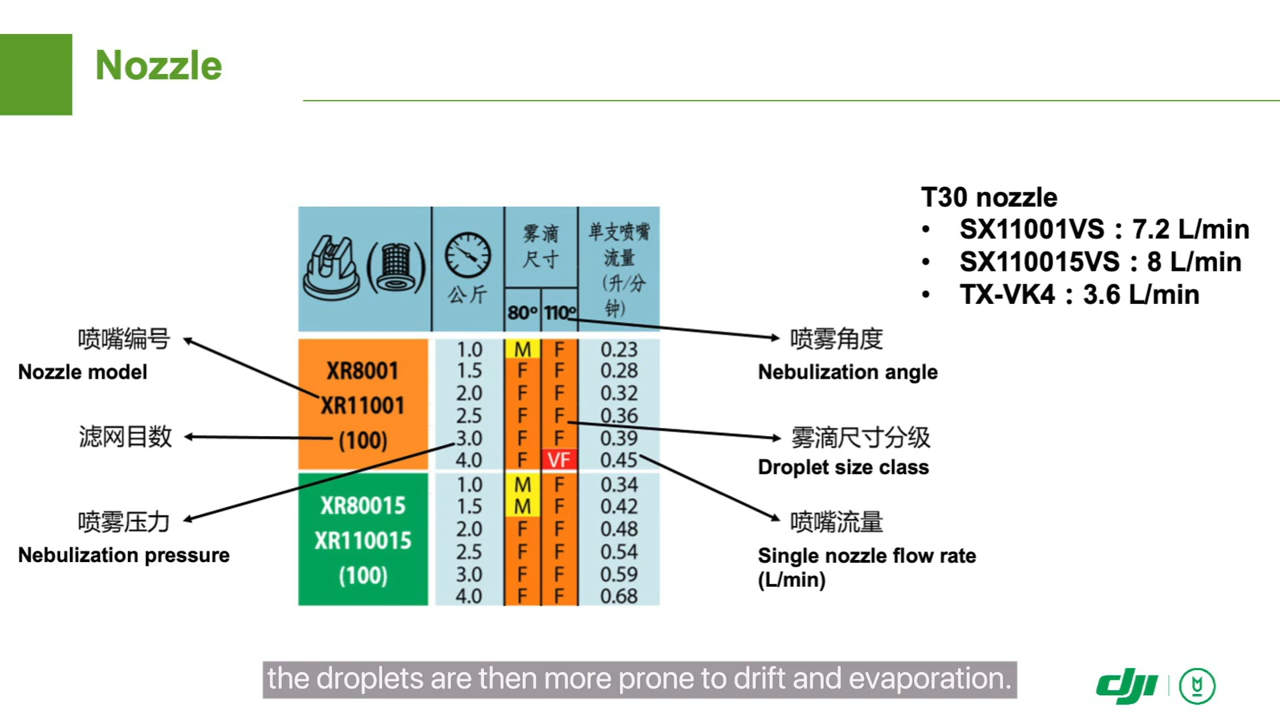 Nozzle
T30 nozzle
• SX11001VS：7.2 L/min
• SX110015VS：8 L/min
• TX-VK4：3.6 L/min
公斤
雾滴
尺寸
80º 110º
单支喷嘴
流量
(升/分
钟)
喷嘴编号
Nozzle model
滤网目数
喷雾压力
Nebulization pressure
XR8001
XR11001
(100)
1.0 M F 0.23
1.5 F F 0.28
2.0 F F 0.32
2.5 F F 0.36
3.0 F F 0.39
4.0 F VF 0.45
XR80015
XR110015
(100)
1.0 M F 0.34
1.5 M F 0.42
2.0 F F 0.48
2.5 F F 0.54
3.0 F F 0.59
4.0 F F 0.68
喷雾角度
Nebulization angle
雾滴尺寸分级
Droplet size class
喷嘴流量
Single nozzle flow rate
(L/min)
the droplets are then more prone to drift and evaporation.
dji